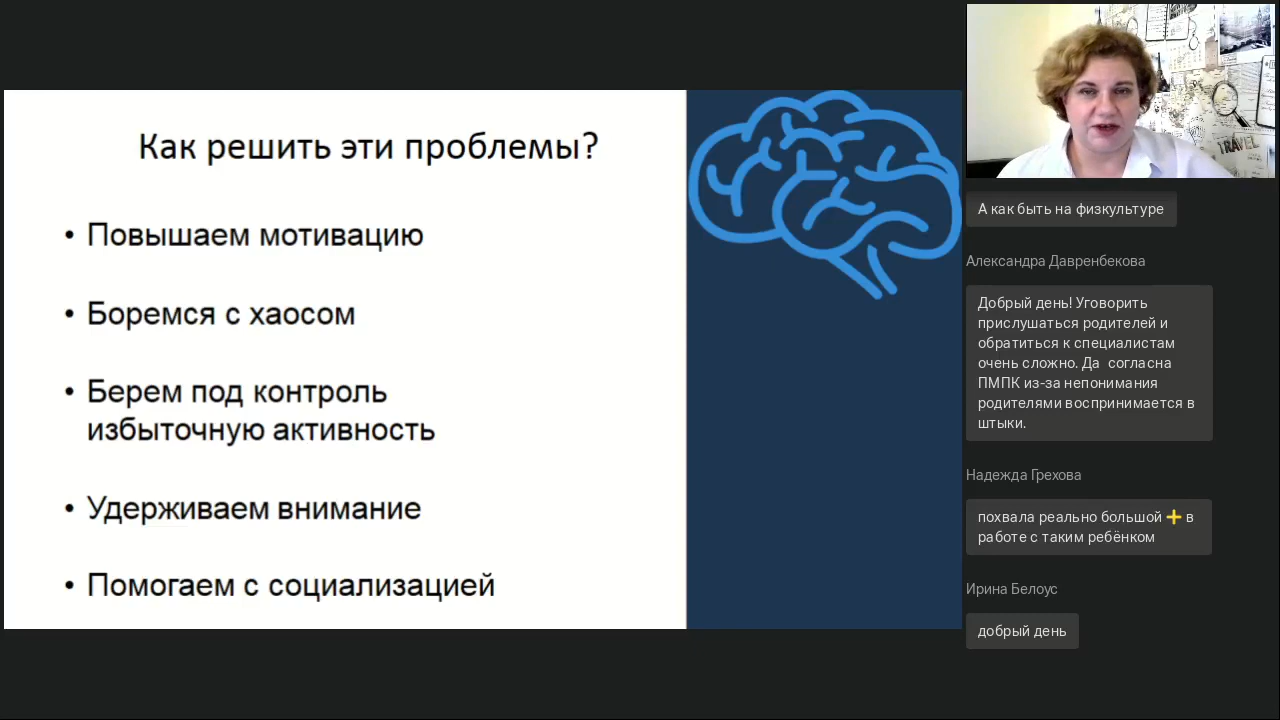 Как решить эти проблемы?
• Повышаем мотивацию
• Боремся с хаосом
• Берем под контроль
избыточную активность
• Удерживаем внимание
• Помогаем с социализацией
TRAVEL
А как быть на физкультуре
Александра Давренбекова
Добрый день! Уговорить
прислушаться родителей и
обратиться к специалистам
очень сложно. Да согласна
ПМПК из-за непонимания
родителями воспринимается в
штыки.
Надежда Грехова
похвала реально большой ➕ в
работе с таким ребёнком
Ирина Белоус
добрый день